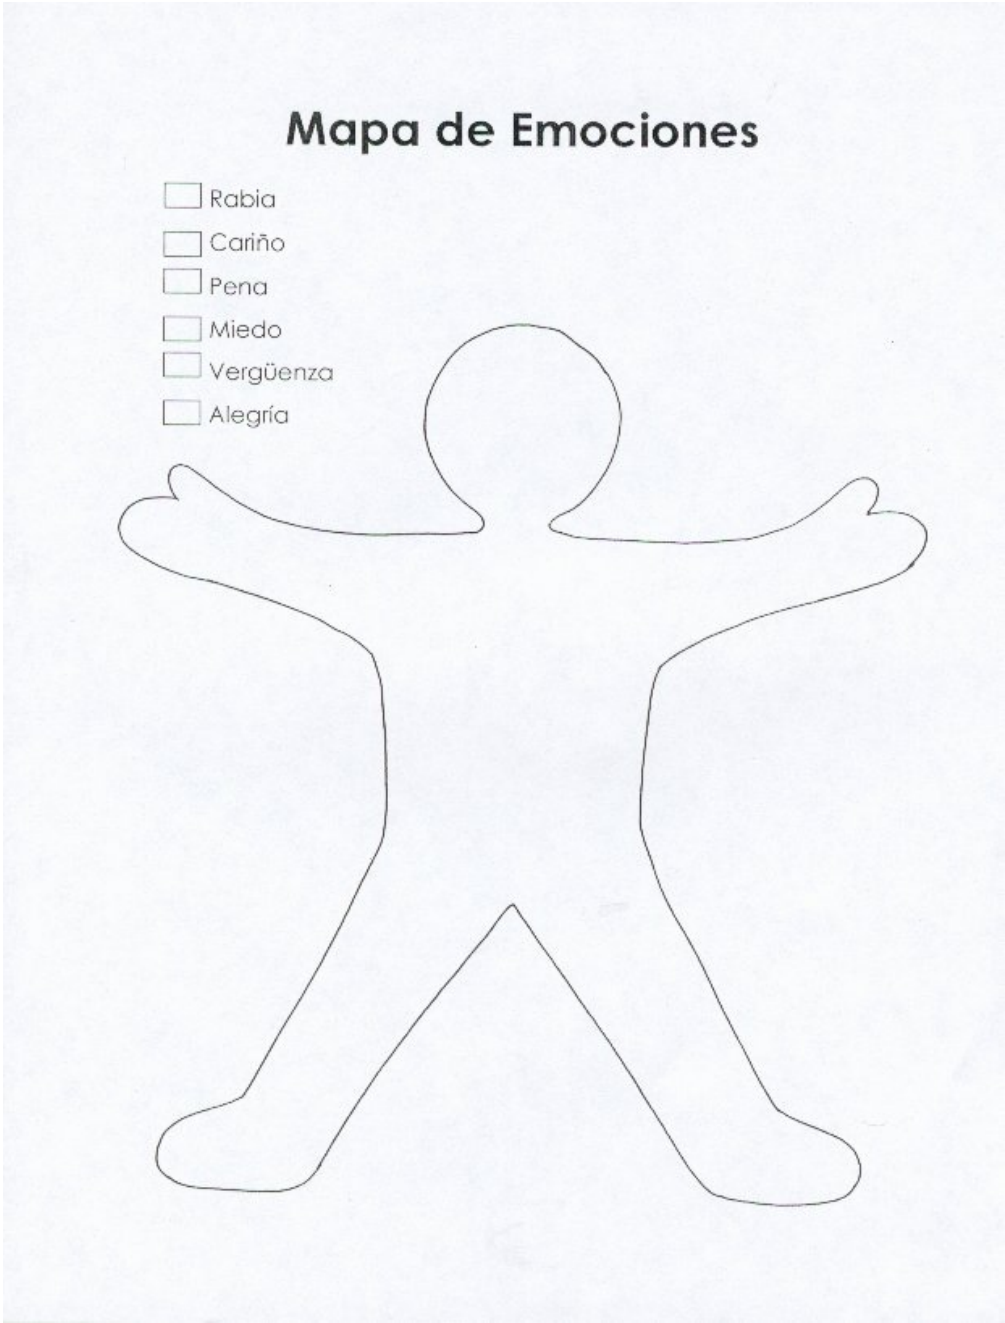 Mapa de Emociones
Rabia
Cariño
Pena
Miedo
Vergüenza
Alegría